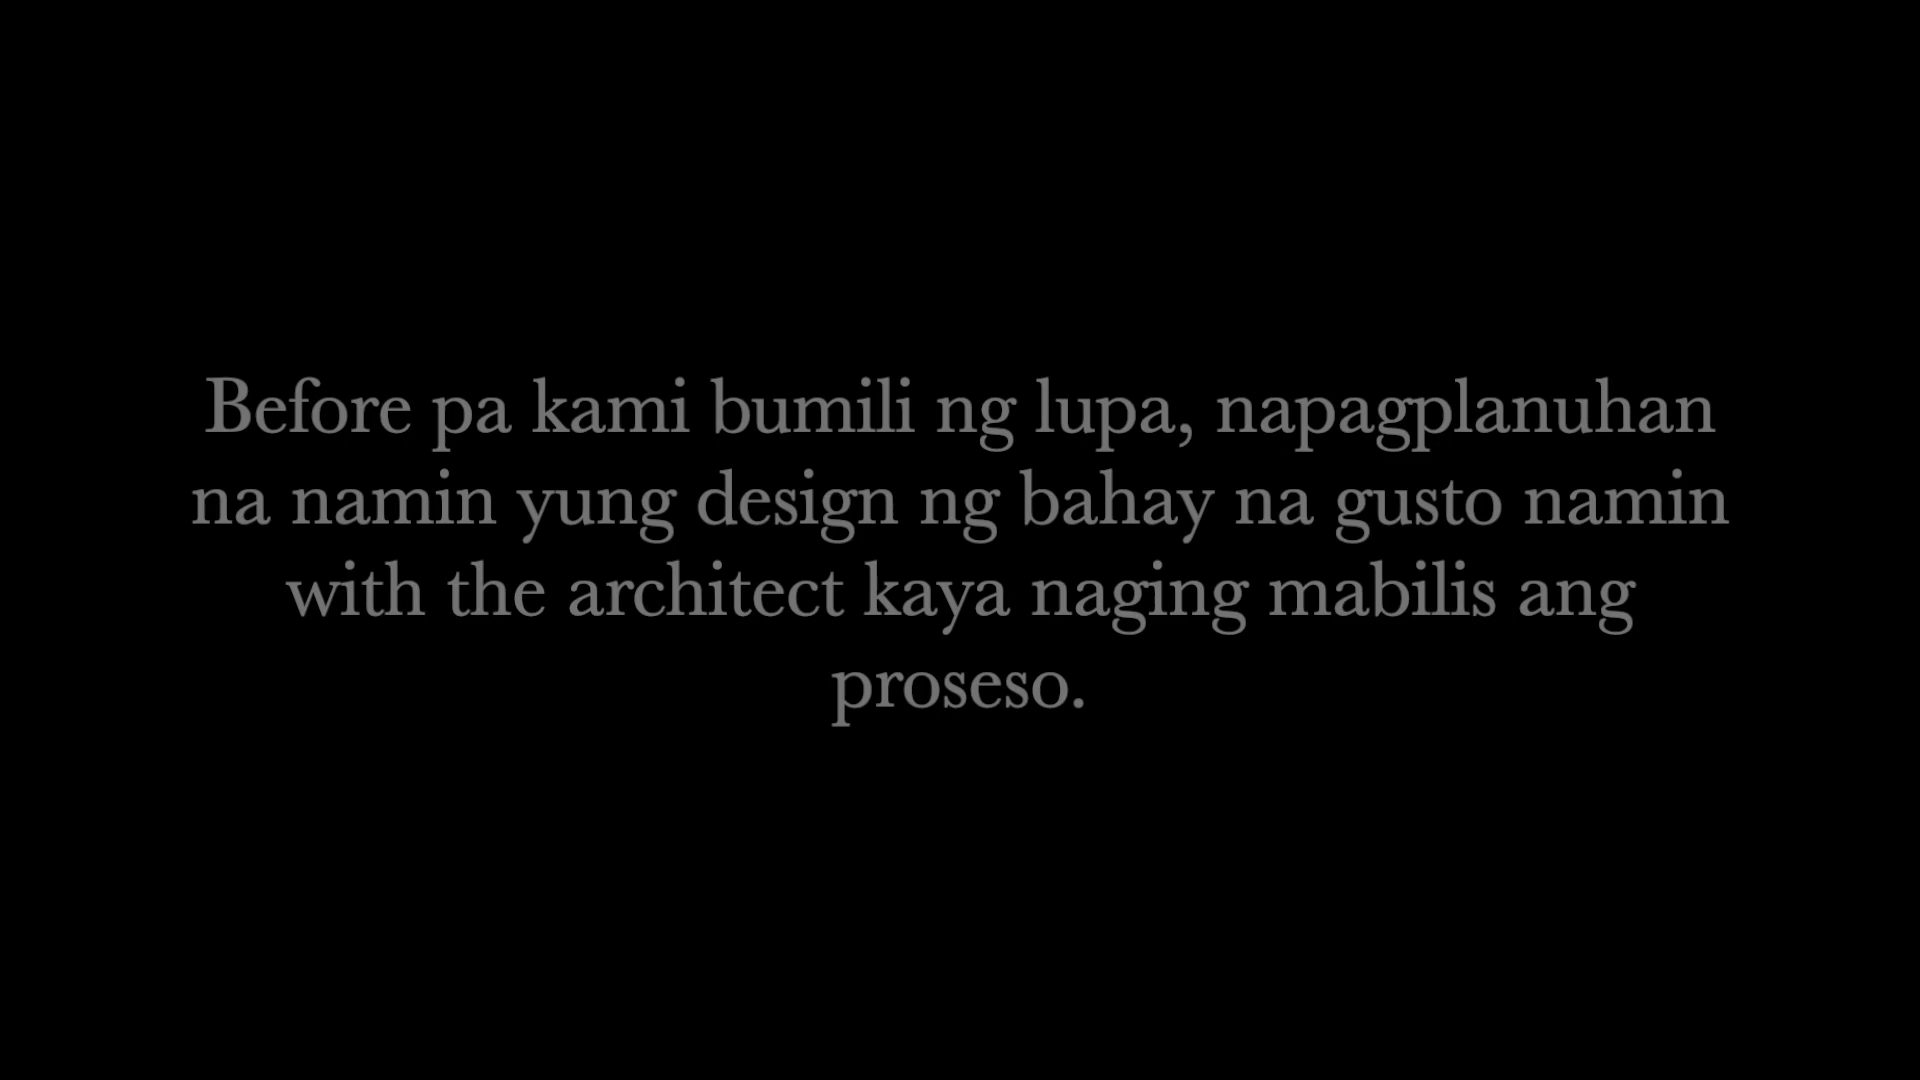 Before pa kami bumili ng lupa, napagplanuhan
na namin yung design ng bahay na gusto namin
with the architect kaya naging mabilis ang
proseso.